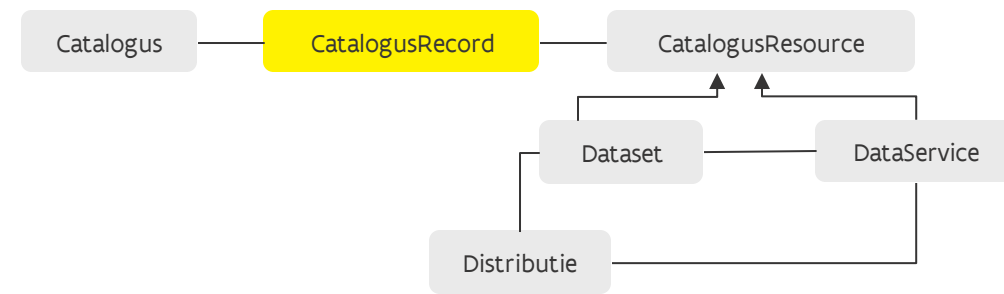 Catalogus
CatalogusRecord
CatalogusResource
Dataset
DataService
Distributie